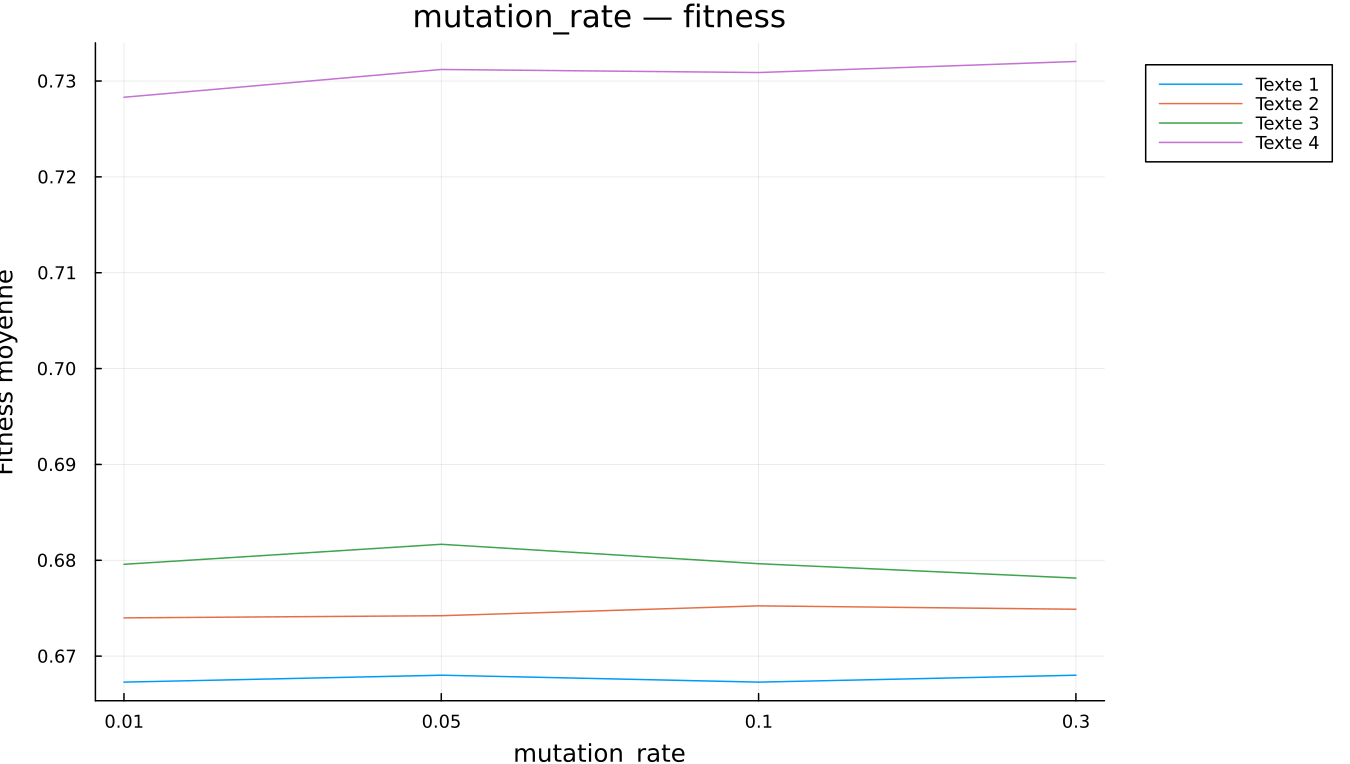 mutation_rate — fitness
Fitness moyenne
0.73
0.72
0.71
0.70
0.69
0.68
0.67
0.01 0.05 0.1 0.3
mutation_rate
Texte 1
Texte 2
Texte 3
Texte 4